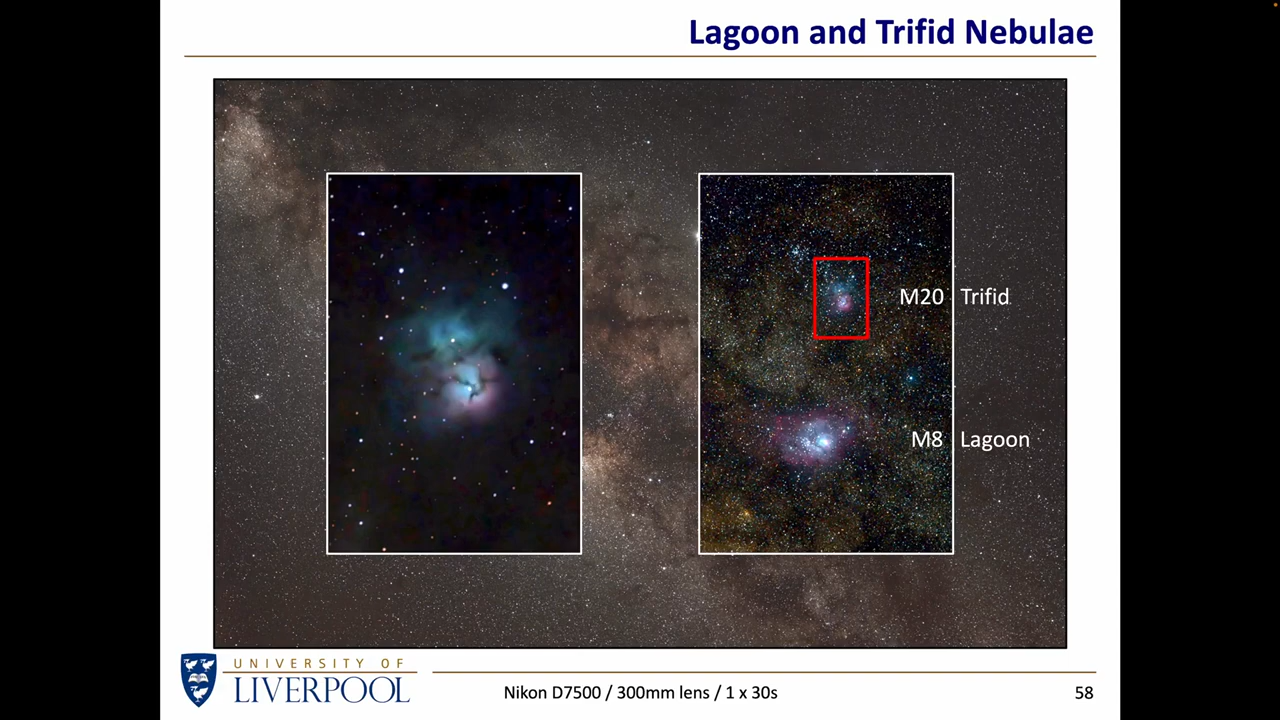 Lagoon and Trifid Nebulae
M20 Trifid
M8 Lagoon
UNIVERSITY OF
LIVERPOOL
Nikon D7500 / 300mm lens / 1 x 30s
58